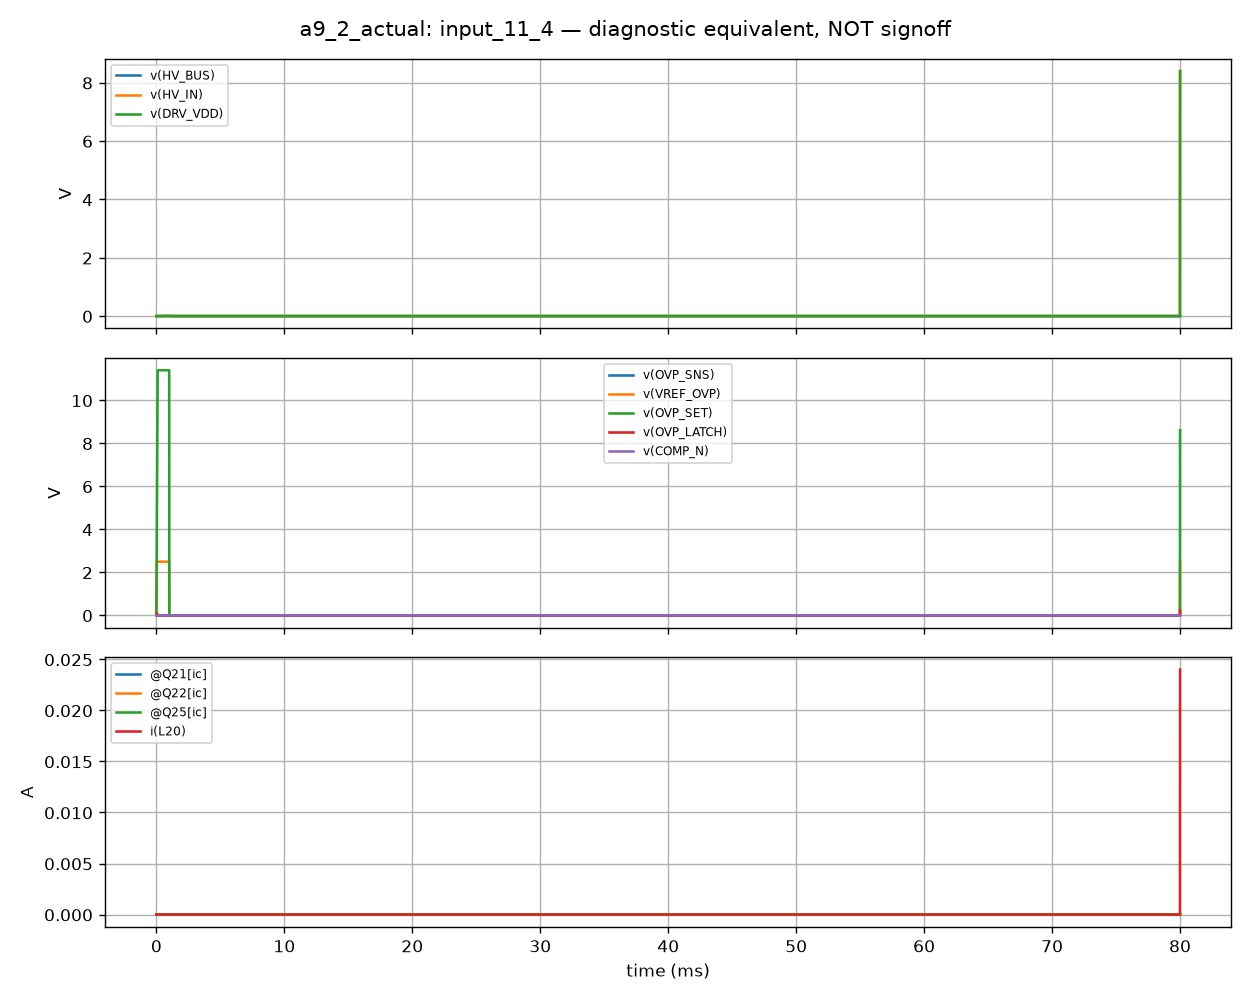 a9_2_actual: input_11_4 — diagnostic equivalent, NOT signoff
v(HV_BUS)
v(HV_IN)
v(DRV_VDD)
8
6
4
2
0
V
v(OVP_SNS)
v(VREF_OVP)
v(OVP_SET)
v(OVP_LATCH)
v(COMP_N)
10
8
6
4
2
0
V
@Q21[ic]
@Q22[ic]
@Q25[ic]
i(L20)
0.025
0.020
0.015
0.010
0.005
0.000
A
0 10 20 30 40 50 60 70 80
time (ms)